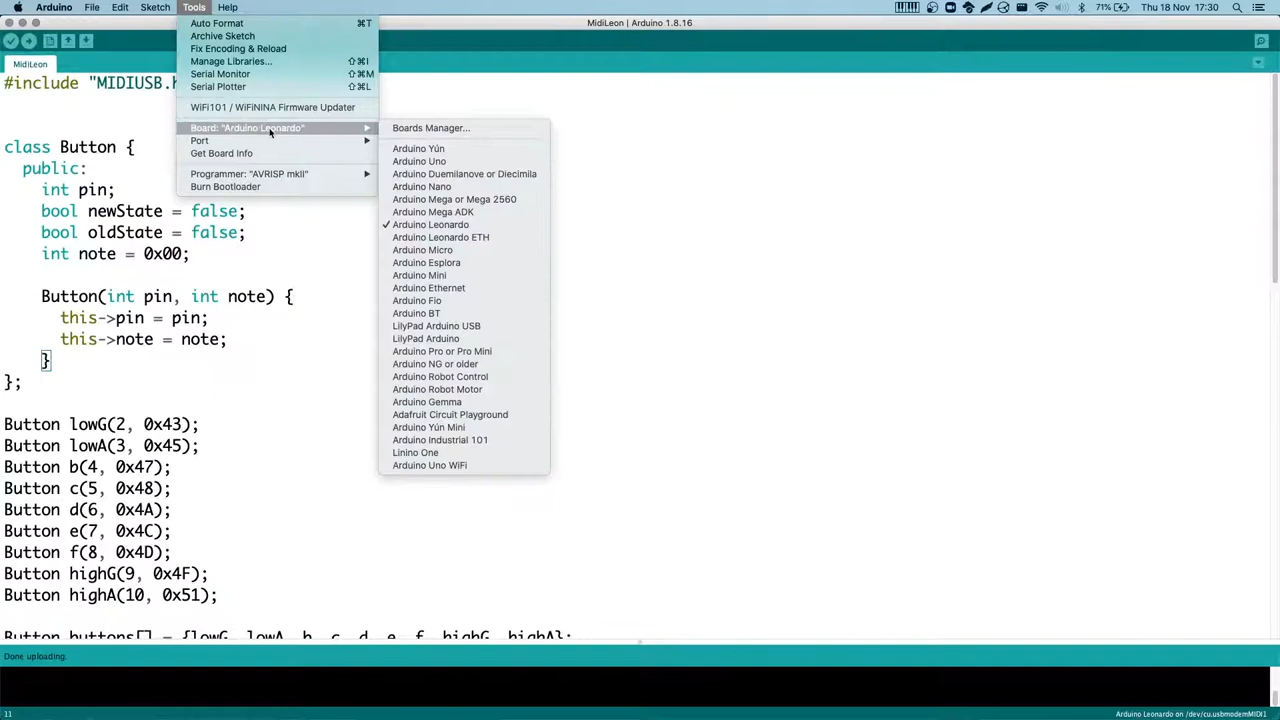 Arduino File Edit Sketch Tools Help 71% Thu 18 Nov 17:30
MidiLeon | Arduino 1.8.16
MidiLeon
Auto Format ⌘T
Archive Sketch
Fix Encoding & Reload
Manage Libraries... ⇧⌘I
Serial Monitor ⇧⌘M
Serial Plotter ⇧⌘L
WiFi101 / WiFiNINA Firmware Updater
Board: "Arduino Leonardo"
Port
Get Board Info
Programmer: "AVRISP mkII"
Burn Bootloader
Boards Manager...
Arduino Yún
Arduino Uno
Arduino Duemilanove or Diecimila
Arduino Nano
Arduino Mega or Mega 2560
Arduino Mega ADK
✓ Arduino Leonardo
Arduino Leonardo ETH
Arduino Micro
Arduino Esplora
Arduino Mini
Arduino Ethernet
Arduino Fio
Arduino BT
LilyPad Arduino USB
LilyPad Arduino
Arduino Pro or Pro Mini
Arduino NG or older
Arduino Robot Control
Arduino Robot Motor
Arduino Gemma
Adafruit Circuit Playground
Arduino Yún Mini
Arduino Industrial 101
Linino One
Arduino Uno WiFi
#include "MIDIUSB.h
class Button {
public:
int pin;
bool newState = false;
bool oldState = false;
int note = 0x00;
Button(int pin, int note) {
this->pin = pin;
this->note = note;
}
};
Button lowG(2, 0x43);
Button lowA(3, 0x45);
Button b(4, 0x47);
Button c(5, 0x48);
Button d(6, 0x4A);
Button e(7, 0x4C);
Button f(8, 0x4D);
Button highG(9, 0x4F);
Button highA(10, 0x51);
Button buttons[] = {lowG, lowA, b, c, d, e, f, highG, highA};
Done uploading.
11
Arduino Leonardo on /dev/cu.usbmodemMIDI1